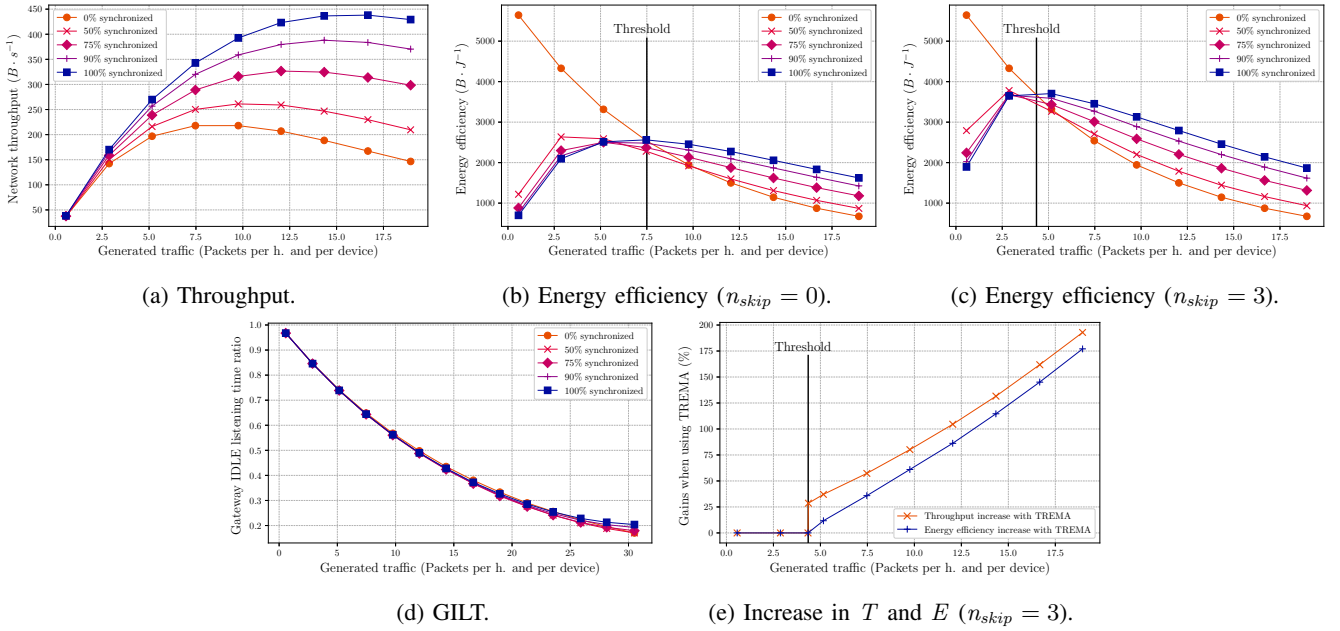 450
400
350
300
250
200
150
100
50
Network throughput (B · s⁻¹)
0% synchronized
50% synchronized
75% synchronized
90% synchronized
100% synchronized
0.0 2.5 5.0 7.5 10.0 12.5 15.0 17.5
Generated traffic (Packets per h. and per device)
(a) Throughput.
5000
4000
3000
2000
1000
Energy efficiency (B · J⁻¹)
Threshold
0% synchronized
50% synchronized
75% synchronized
90% synchronized
100% synchronized
0.0 2.5 5.0 7.5 10.0 12.5 15.0 17.5
Generated traffic (Packets per h. and per device)
(b) Energy efficiency (n_skip = 0).
5000
4000
3000
2000
1000
Energy efficiency (B · J⁻¹)
Threshold
0% synchronized
50% synchronized
75% synchronized
90% synchronized
100% synchronized
0.0 2.5 5.0 7.5 10.0 12.5 15.0 17.5
Generated traffic (Packets per h. and per device)
(c) Energy efficiency (n_skip = 3).
1.0
0.9
0.8
0.7
0.6
0.5
0.4
0.3
0.2
Gateway IDLE listening time ratio
0% synchronized
50% synchronized
75% synchronized
90% synchronized
100% synchronized
0 5 10 15 20 25 30
Generated traffic (Packets per h. and per device)
(d) GILT.
200
175
150
125
100
75
50
25
0
Gains when using TREMA (%)
Threshold
Throughput increase with TREMA
Energy efficiency increase with TREMA
0.0 2.5 5.0 7.5 10.0 12.5 15.0 17.5
Generated traffic (Packets per h. and per device)
(e) Increase in T and E (n_skip = 3).